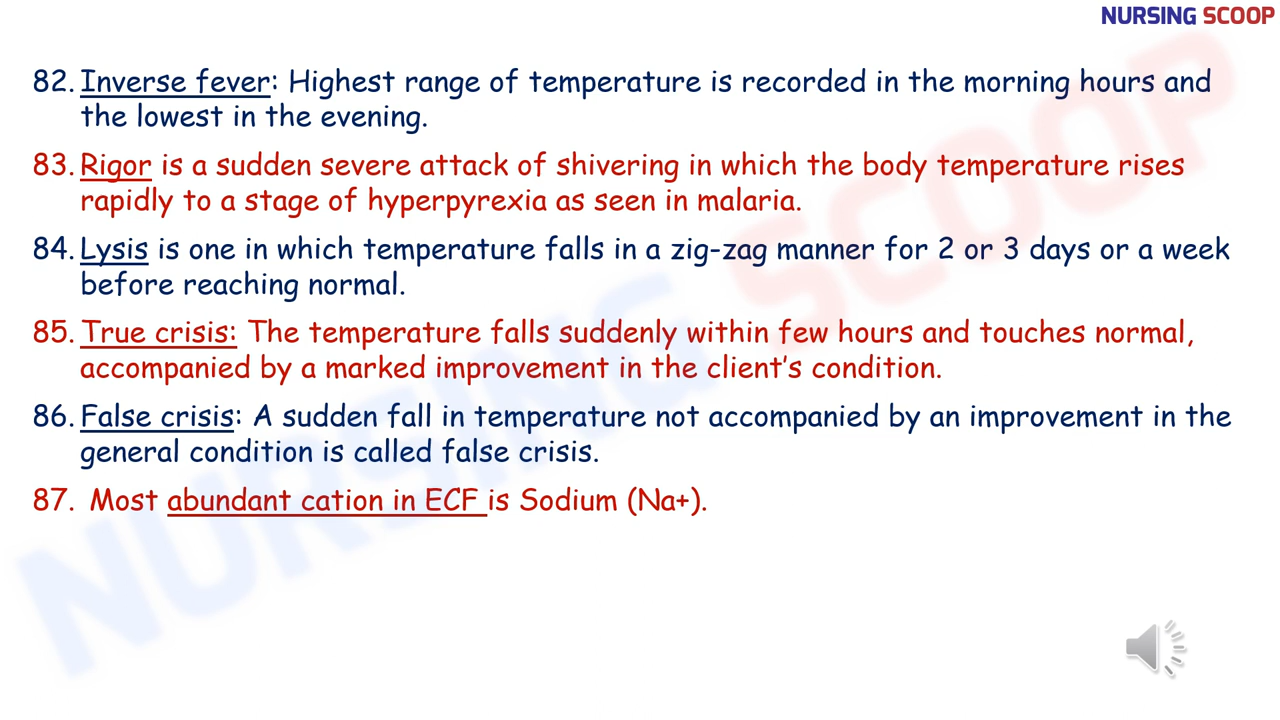 NURSING SCOOP
82. Inverse fever: Highest range of temperature is recorded in the morning hours and
the lowest in the evening.
83. Rigor is a sudden severe attack of shivering in which the body temperature rises
rapidly to a stage of hyperpyrexia as seen in malaria.
84. Lysis is one in which temperature falls in a zig-zag manner for 2 or 3 days or a week
before reaching normal.
85. True crisis: The temperature falls suddenly within few hours and touches normal,
accompanied by a marked improvement in the client’s condition.
86. False crisis: A sudden fall in temperature not accompanied by an improvement in the
general condition is called false crisis.
87. Most abundant cation in ECF is Sodium (Na+).
NURSING SCOOP